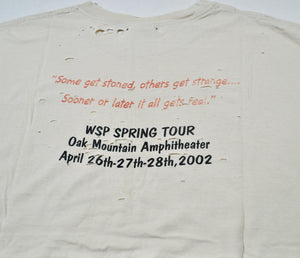 "Some get stoned, others get strange....
Sooner or later it all gets real."
WSP SPRING TOUR
Oak Mountain Amphitheater
April 26th-27th-28th, 2002